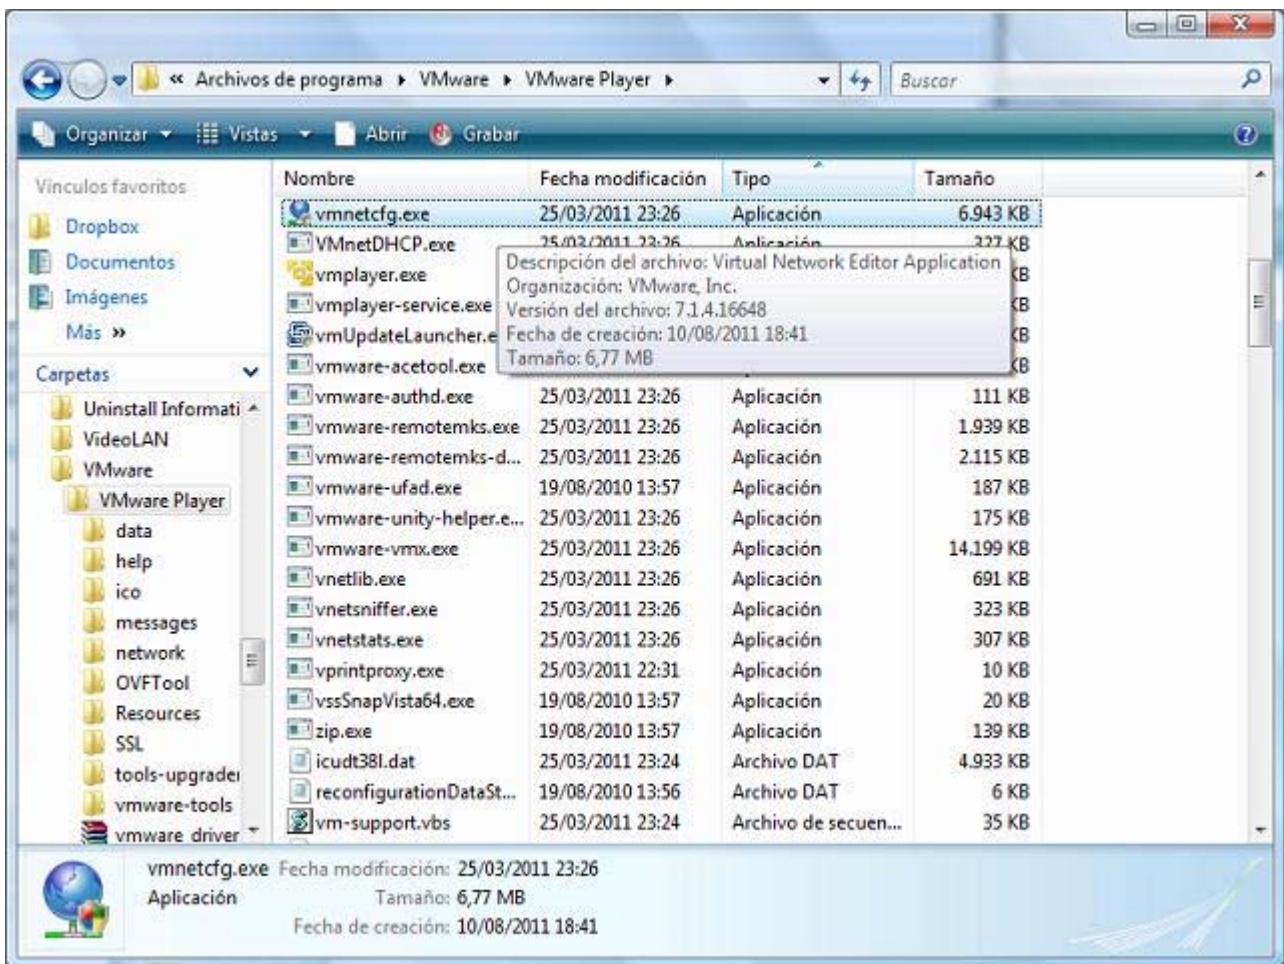 « Archivos de programa ▸ VMware ▸ VMware Player ▸
Buscar
Organizar Vistas Abrir Grabar
Vínculos favoritos
Dropbox
Documentos
Imágenes
Más »
Carpetas
Uninstall Informati
VideoLAN
VMware
VMware Player
data
help
ico
messages
network
OVFTool
Resources
SSL
tools-upgrader
vmware-tools
vmware driver
Nombre Fecha modificación Tipo Tamaño
vmnetcfg.exe 25/03/2011 23:26 Aplicación 6.943 KB
VMnetDHCP.exe 25/03/2011 23:26 Aplicación 327 KB
vmplayer.exe KB
vmplayer-service.exe KB
vmUpdateLauncher.e KB
vmware-acetool.exe KB
Descripción del archivo: Virtual Network Editor Application
Organización: VMware, Inc.
Versión del archivo: 7.1.4.16648
Fecha de creación: 10/08/2011 18:41
Tamaño: 6,77 MB
vmware-authd.exe 25/03/2011 23:26 Aplicación 111 KB
vmware-remotemks.exe 25/03/2011 23:26 Aplicación 1.939 KB
vmware-remotemks-d... 25/03/2011 23:26 Aplicación 2.115 KB
vmware-ufad.exe 19/08/2010 13:57 Aplicación 187 KB
vmware-unity-helper.e... 25/03/2011 23:26 Aplicación 175 KB
vmware-vmx.exe 25/03/2011 23:26 Aplicación 14.199 KB
vnetlib.exe 25/03/2011 23:26 Aplicación 691 KB
vnetsniffer.exe 25/03/2011 23:26 Aplicación 323 KB
vnetstats.exe 25/03/2011 23:26 Aplicación 307 KB
vprintproxy.exe 25/03/2011 22:31 Aplicación 10 KB
vssSnapVista64.exe 19/08/2010 13:57 Aplicación 20 KB
zip.exe 19/08/2010 13:57 Aplicación 139 KB
icudt38l.dat 25/03/2011 23:24 Archivo DAT 4.933 KB
reconfigurationDataSt... 19/08/2010 13:56 Archivo DAT 6 KB
vm-support.vbs 25/03/2011 23:24 Archivo de secuen... 35 KB
vmnetcfg.exe Fecha modificación: 25/03/2011 23:26
Aplicación Tamaño: 6,77 MB
Fecha de creación: 10/08/2011 18:41